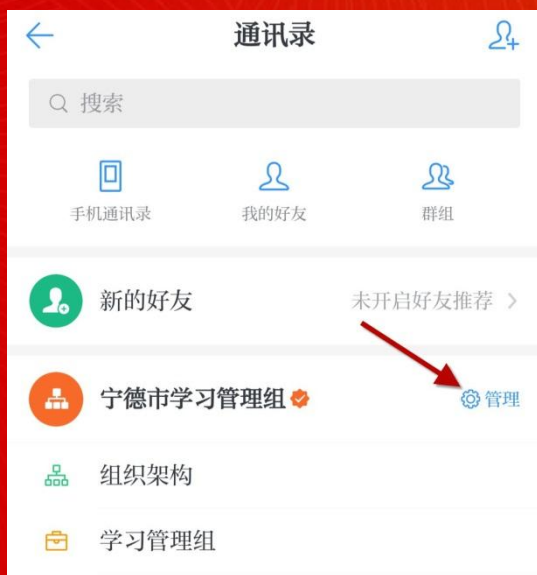 通讯录
搜索
手机通讯录 我的好友 群组
新的好友 未开启好友推荐
宁德市学习管理组 管理
组织架构
学习管理组